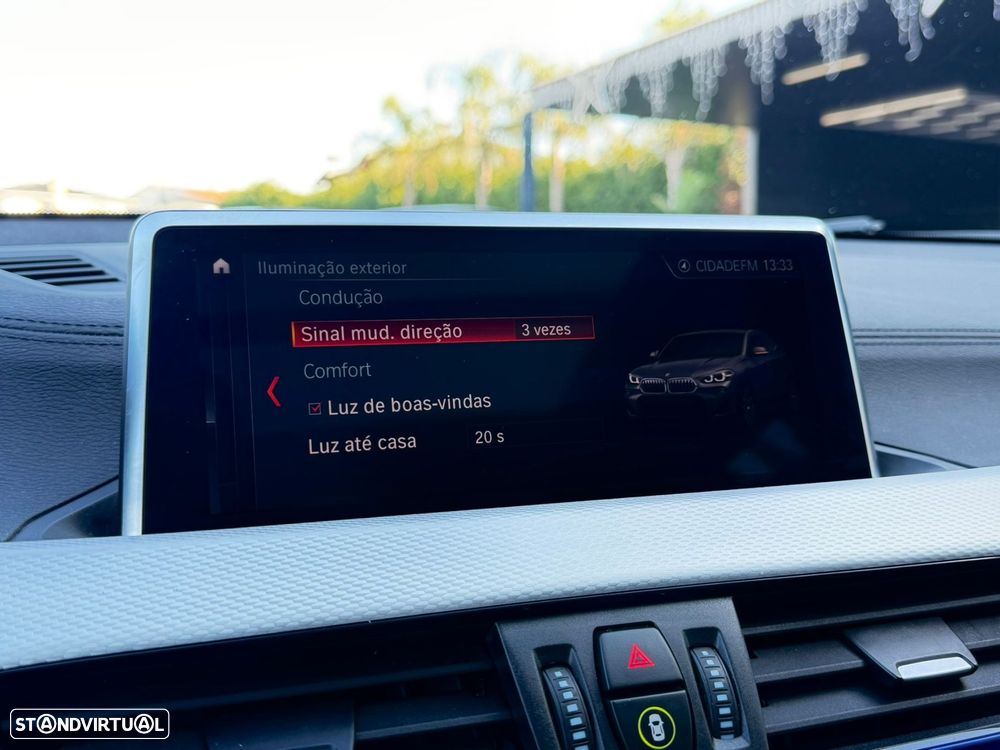 Iluminação exterior
CIDADEFM 13:33
Condução
Sinal mud. direção 3 vezes
Comfort
Luz de boas-vindas
Luz até casa 20 s
STANDVIRTUAL